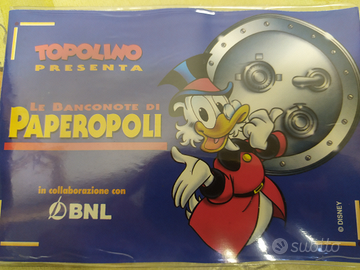 TOPOLINO
PRESENTA
LE BANCONOTE DI
PAPEROPOLI
in collaborazione con
BNL
© DISNEY
subito